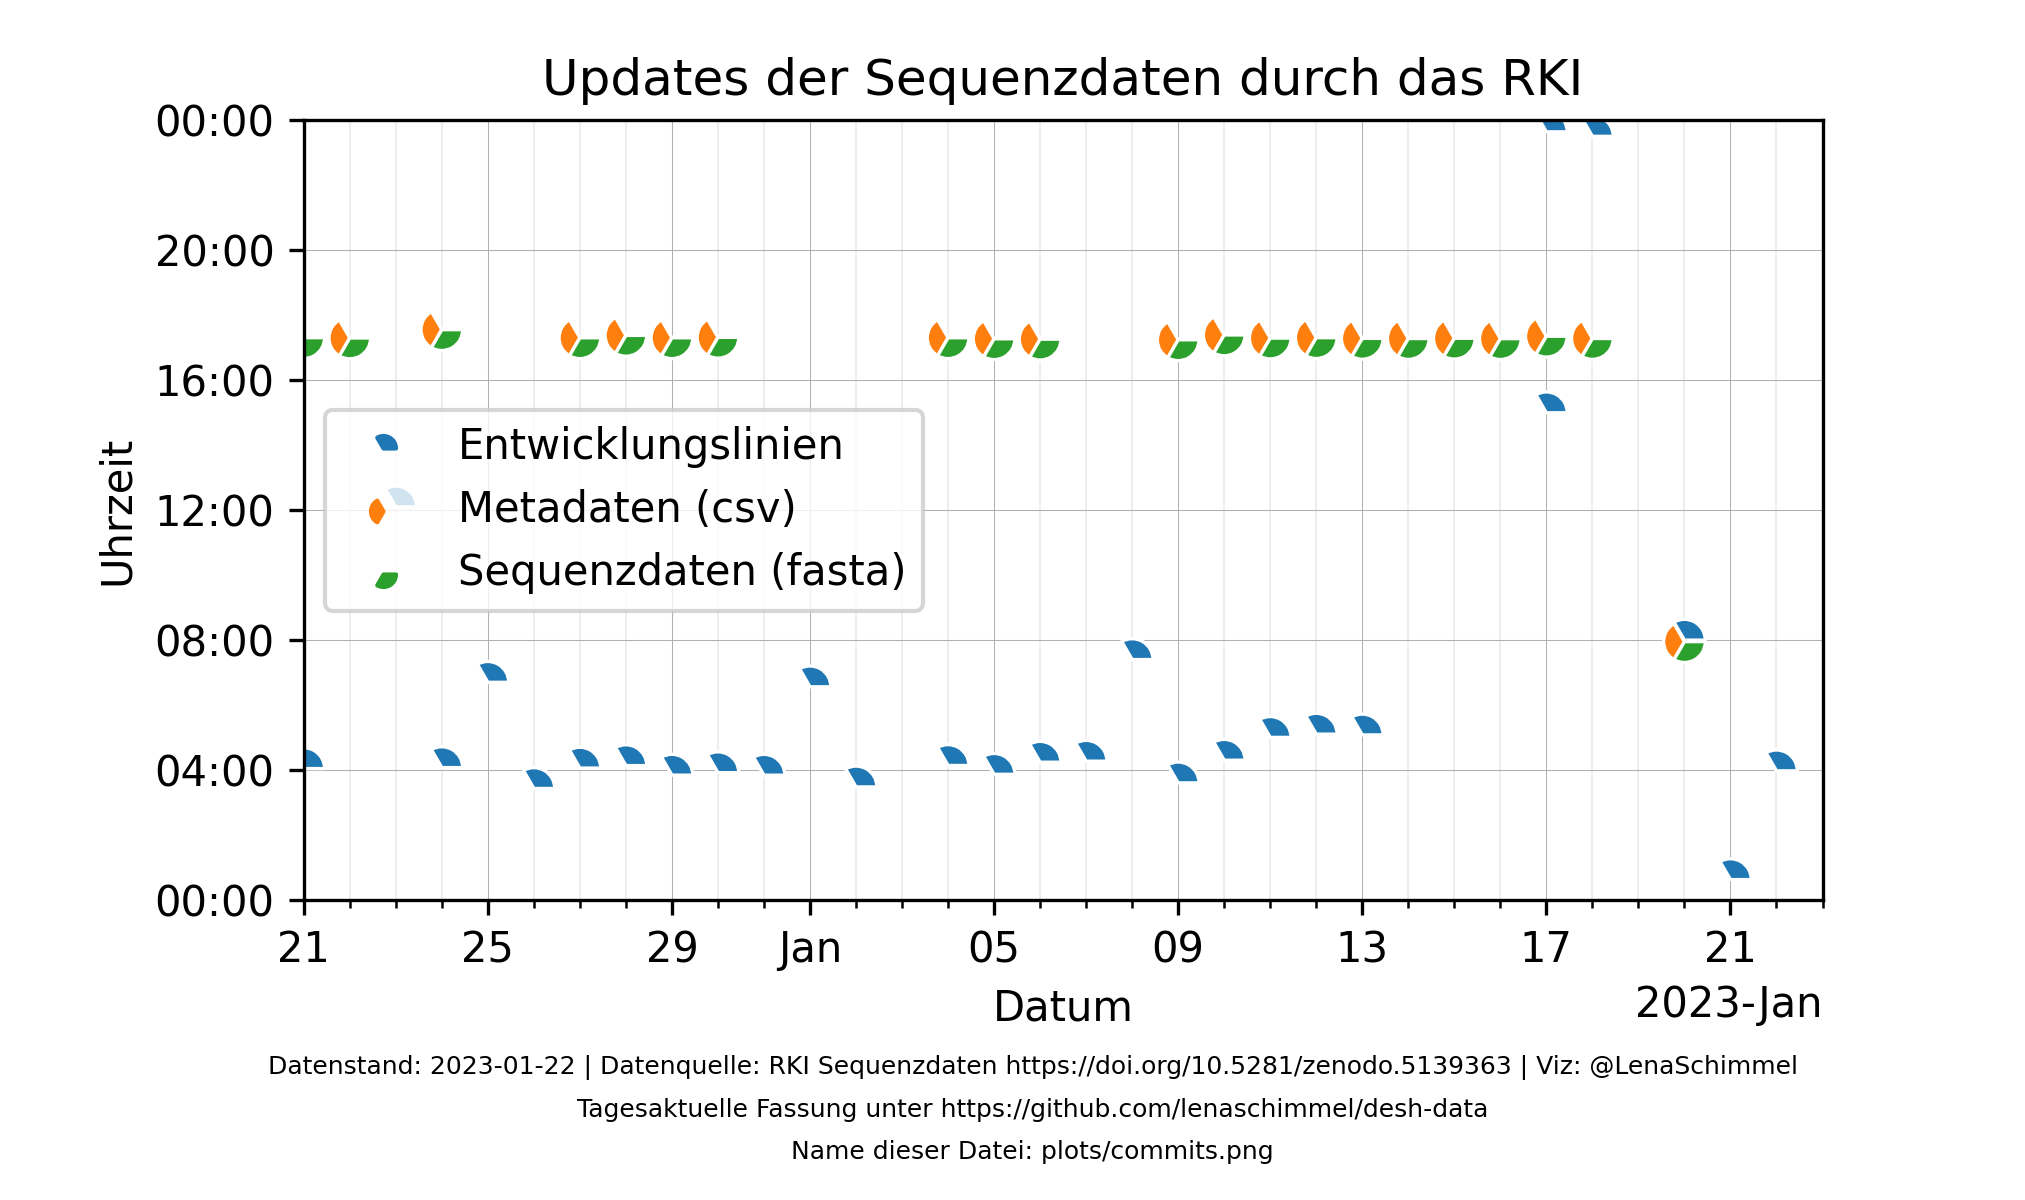 Updates der Sequenzdaten durch das RKI
00:00
20:00
16:00
12:00
08:00
04:00
00:00
Uhrzeit
Entwicklungslinien
Metadaten (csv)
Sequenzdaten (fasta)
21 25 29 Jan 05 09 13 17 21
Datum
2023-Jan
Datenstand: 2023-01-22 | Datenquelle: RKI Sequenzdaten https://doi.org/10.5281/zenodo.5139363 | Viz: @LenaSchimmel
Tagesaktuelle Fassung unter https://github.com/lenaschimmel/desh-data
Name dieser Datei: plots/commits.png